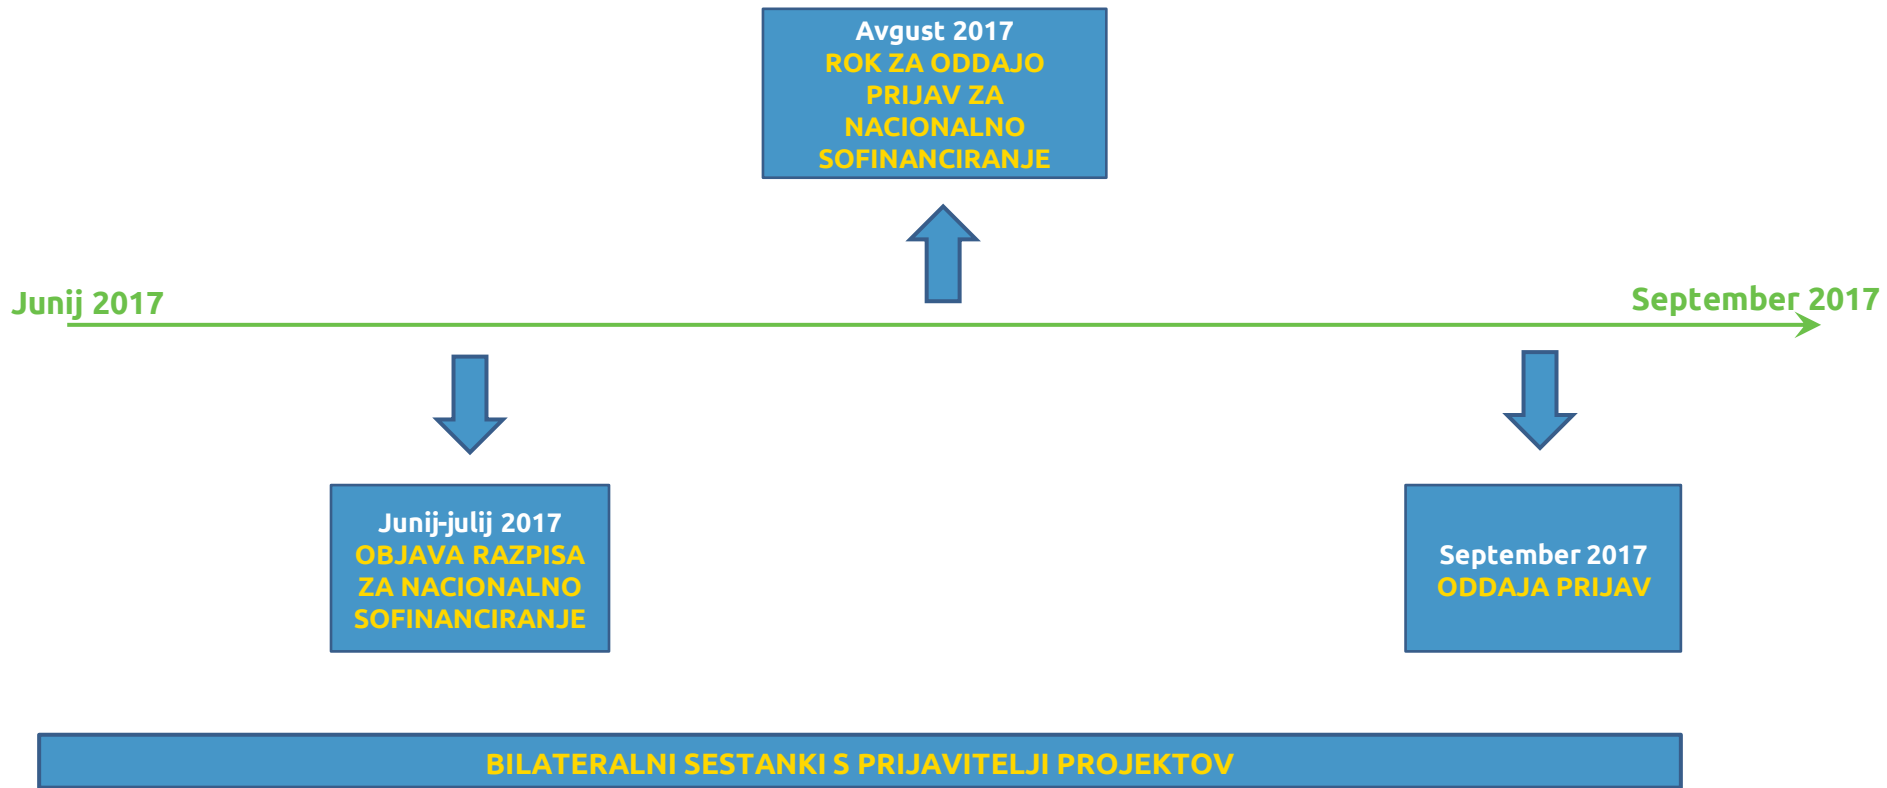 Avgust 2017
ROK ZA ODDAJO
PRIJAV ZA
NACIONALNO
SOFINANCIRANJE
Junij 2017
September 2017
Junij-julij 2017
OBJAVA RAZPISA
ZA NACIONALNO
SOFINANCIRANJE
September 2017
ODDAJA PRIJAV
BILATERALNI SESTANKI S PRIJAVITELJI PROJEKTOV